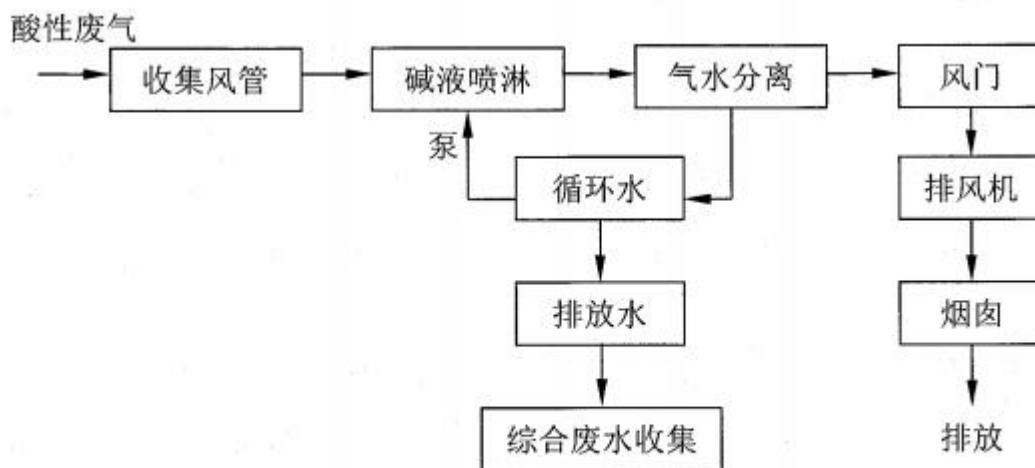 酸性废气
收集风管
碱液喷淋
气水分离
风门
泵
循环水
排风机
排放水
烟囱
综合废水收集
排放